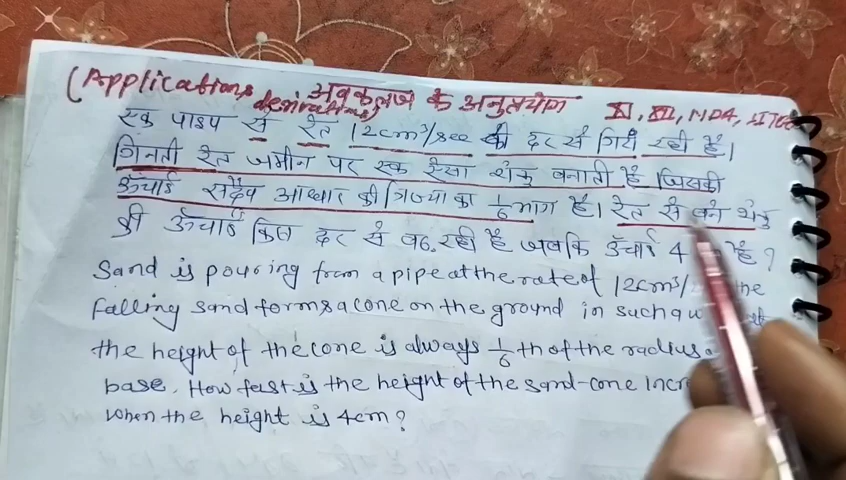 (Applications अवकलज के अनुप्रयोग XI, XII, NDA,
derivatives)
एक पाइप से रेत 12cm³/sec की दर से गिर रही है।
गिरती रेत जमीन पर एक ऐसा शंकु बनाती है जिसकी
ऊँचाई सदैव आधार की त्रिज्या का 1/6 भाग है। रेत से बने शंकु
की ऊँचाई किस दर से बढ़ रही है जबकि ऊँचाई 4 है?
Sand is pouring from a pipe at the rate of 12cm³/ the
falling sand forms a cone on the ground in such a
the height of the cone is always 1/6 th of the radius
base. How fast is the height of the sand-cone
when the height is 4cm?